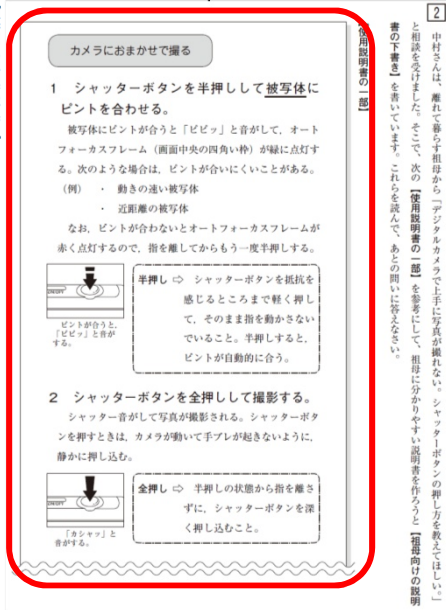 2
中村さんは、離れて暮らす祖母から「デジタルカメラで上手に写真が撮れない。シャッターボタンの押し方を教えてほしい。」
と相談を受けました。そこで、次の【使用説明書の一部】を参考にして、祖母に分かりやすい説明書を作ろうと【祖母向けの説明
書の下書き】を書いています。これらを読んで、あとの問いに答えなさい。
【使用説明書の一部】
カメラにおまかせで撮る
1 シャッターボタンを半押しして被写体に
ピントを合わせる。
被写体にピントが合うと「ピピッ」と音がして、オート
フォーカスフレーム（画面中央の四角い枠）が緑に点灯す
る。次のような場合は、ピントが合いにくいことがある。
（例） ・ 動きの速い被写体
・ 近距離の被写体
なお、ピントが合わないとオートフォーカスフレームが
赤く点灯するので、指を離してからもう一度半押しする。
ON/OFF
ピントが合うと、
「ピピッ」と音が
する。
半押し ⇨ シャッターボタンを抵抗を
感じるところまで軽く押し
て、そのまま指を動かさない
でいること。半押しすると、
ピントが自動的に合う。
2 シャッターボタンを全押しして撮影する。
シャッター音がして写真が撮影される。シャッターボタ
ンを押すときは、カメラが動いて手ブレが起きないように、
静かに押し込む。
ON/OFF
「カシャッ」と
音がする。
全押し ⇨ 半押しの状態から指を離さ
ずに、シャッターボタンを深
く押し込むこと。